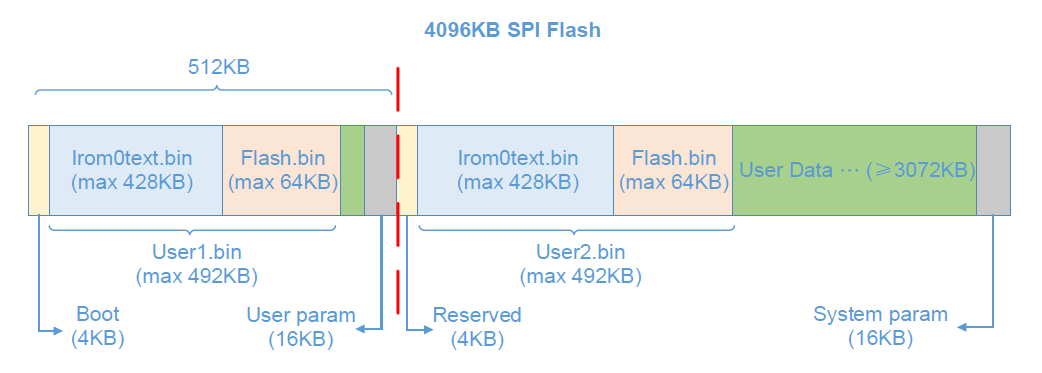 4096KB SPI Flash
512KB
Irom0text.bin
(max 428KB)
Flash.bin
(max 64KB)
Irom0text.bin
(max 428KB)
Flash.bin
(max 64KB)
User Data ⋯ (≥3072KB)
User1.bin
(max 492KB)
User2.bin
(max 492KB)
Boot
(4KB)
User param
(16KB)
Reserved
(4KB)
System param
(16KB)